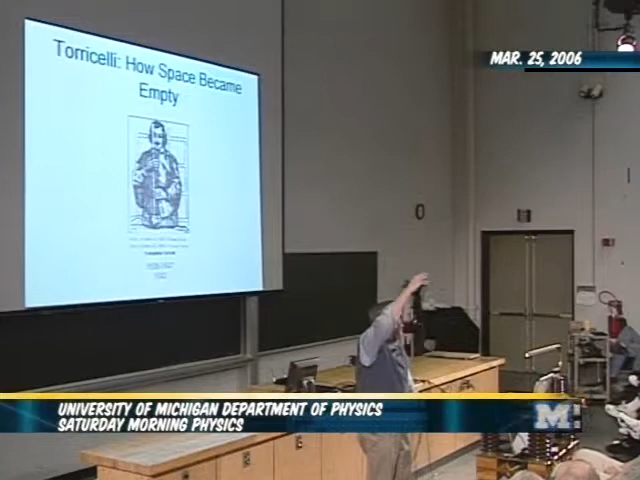 Torricelli: How Space Became
Empty
MAR. 25, 2006
UNIVERSITY OF MICHIGAN DEPARTMENT OF PHYSICS
SATURDAY MORNING PHYSICS
M